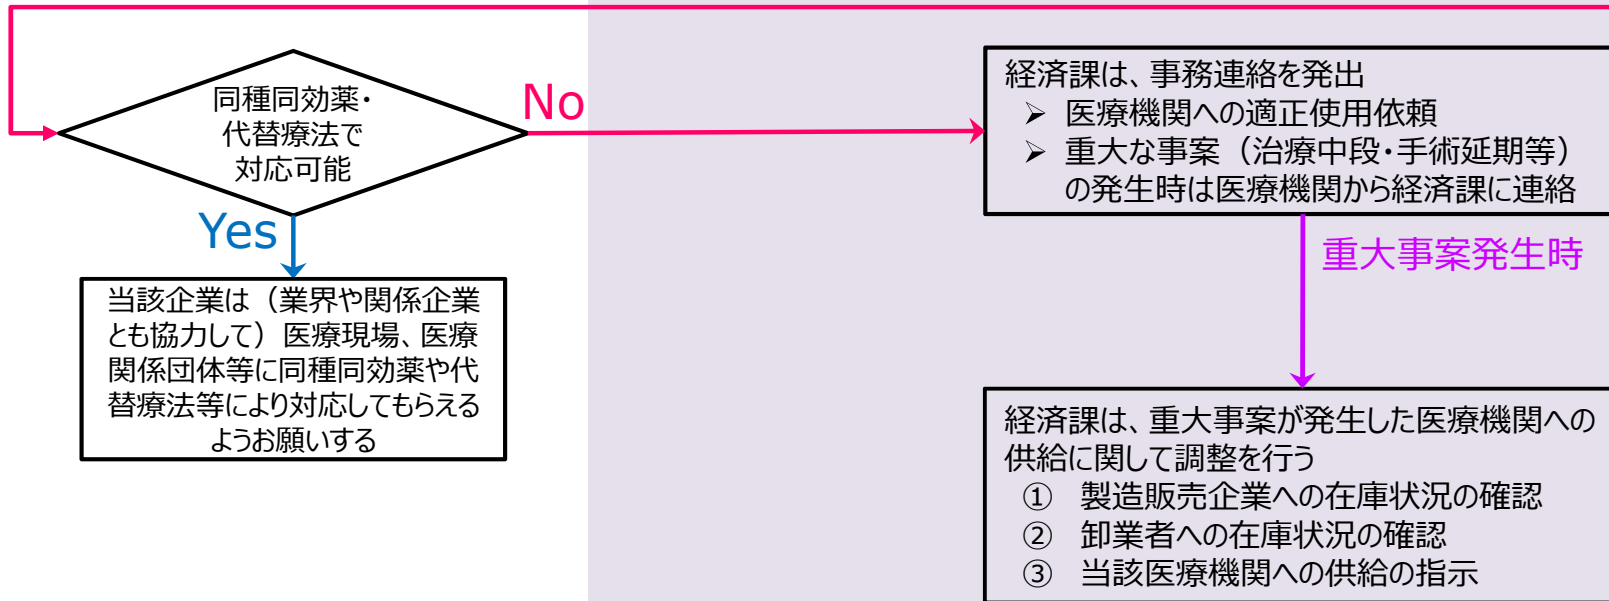 同種同効薬・
代替療法で
対応可能
No
Yes
当該企業は（業界や関係企業
とも協力して）医療現場、医療
関係団体等に同種同効薬や代
替療法等により対応してもらえる
ようお願いする
経済課は、事務連絡を発出
➢ 医療機関への適正使用依頼
➢ 重大な事案（治療中段・手術延期等）
の発生時は医療機関から経済課に連絡
重大事案発生時
経済課は、重大事案が発生した医療機関への
供給に関して調整を行う
① 製造販売企業への在庫状況の確認
② 卸業者への在庫状況の確認
③ 当該医療機関への供給の指示